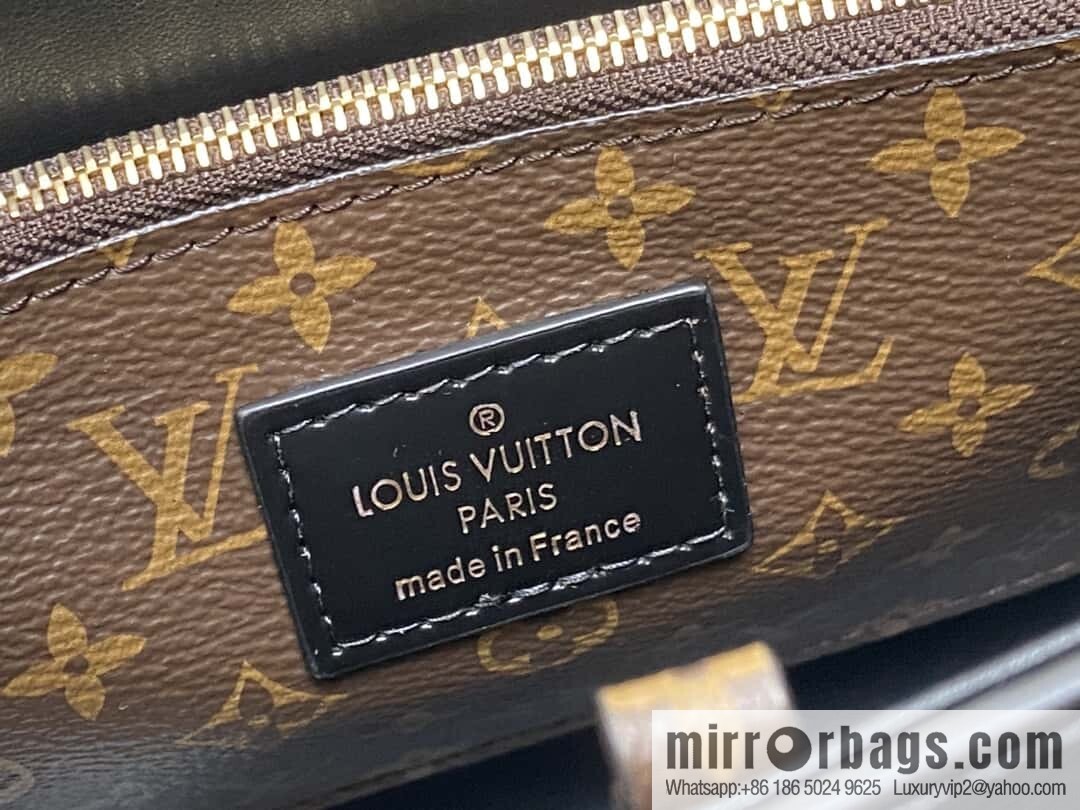 ®
LOUIS VUITTON
PARIS
made in France
mirrorbags.com
Whatsapp:+86 186 5024 9625 Luxuryvip2@yahoo.com